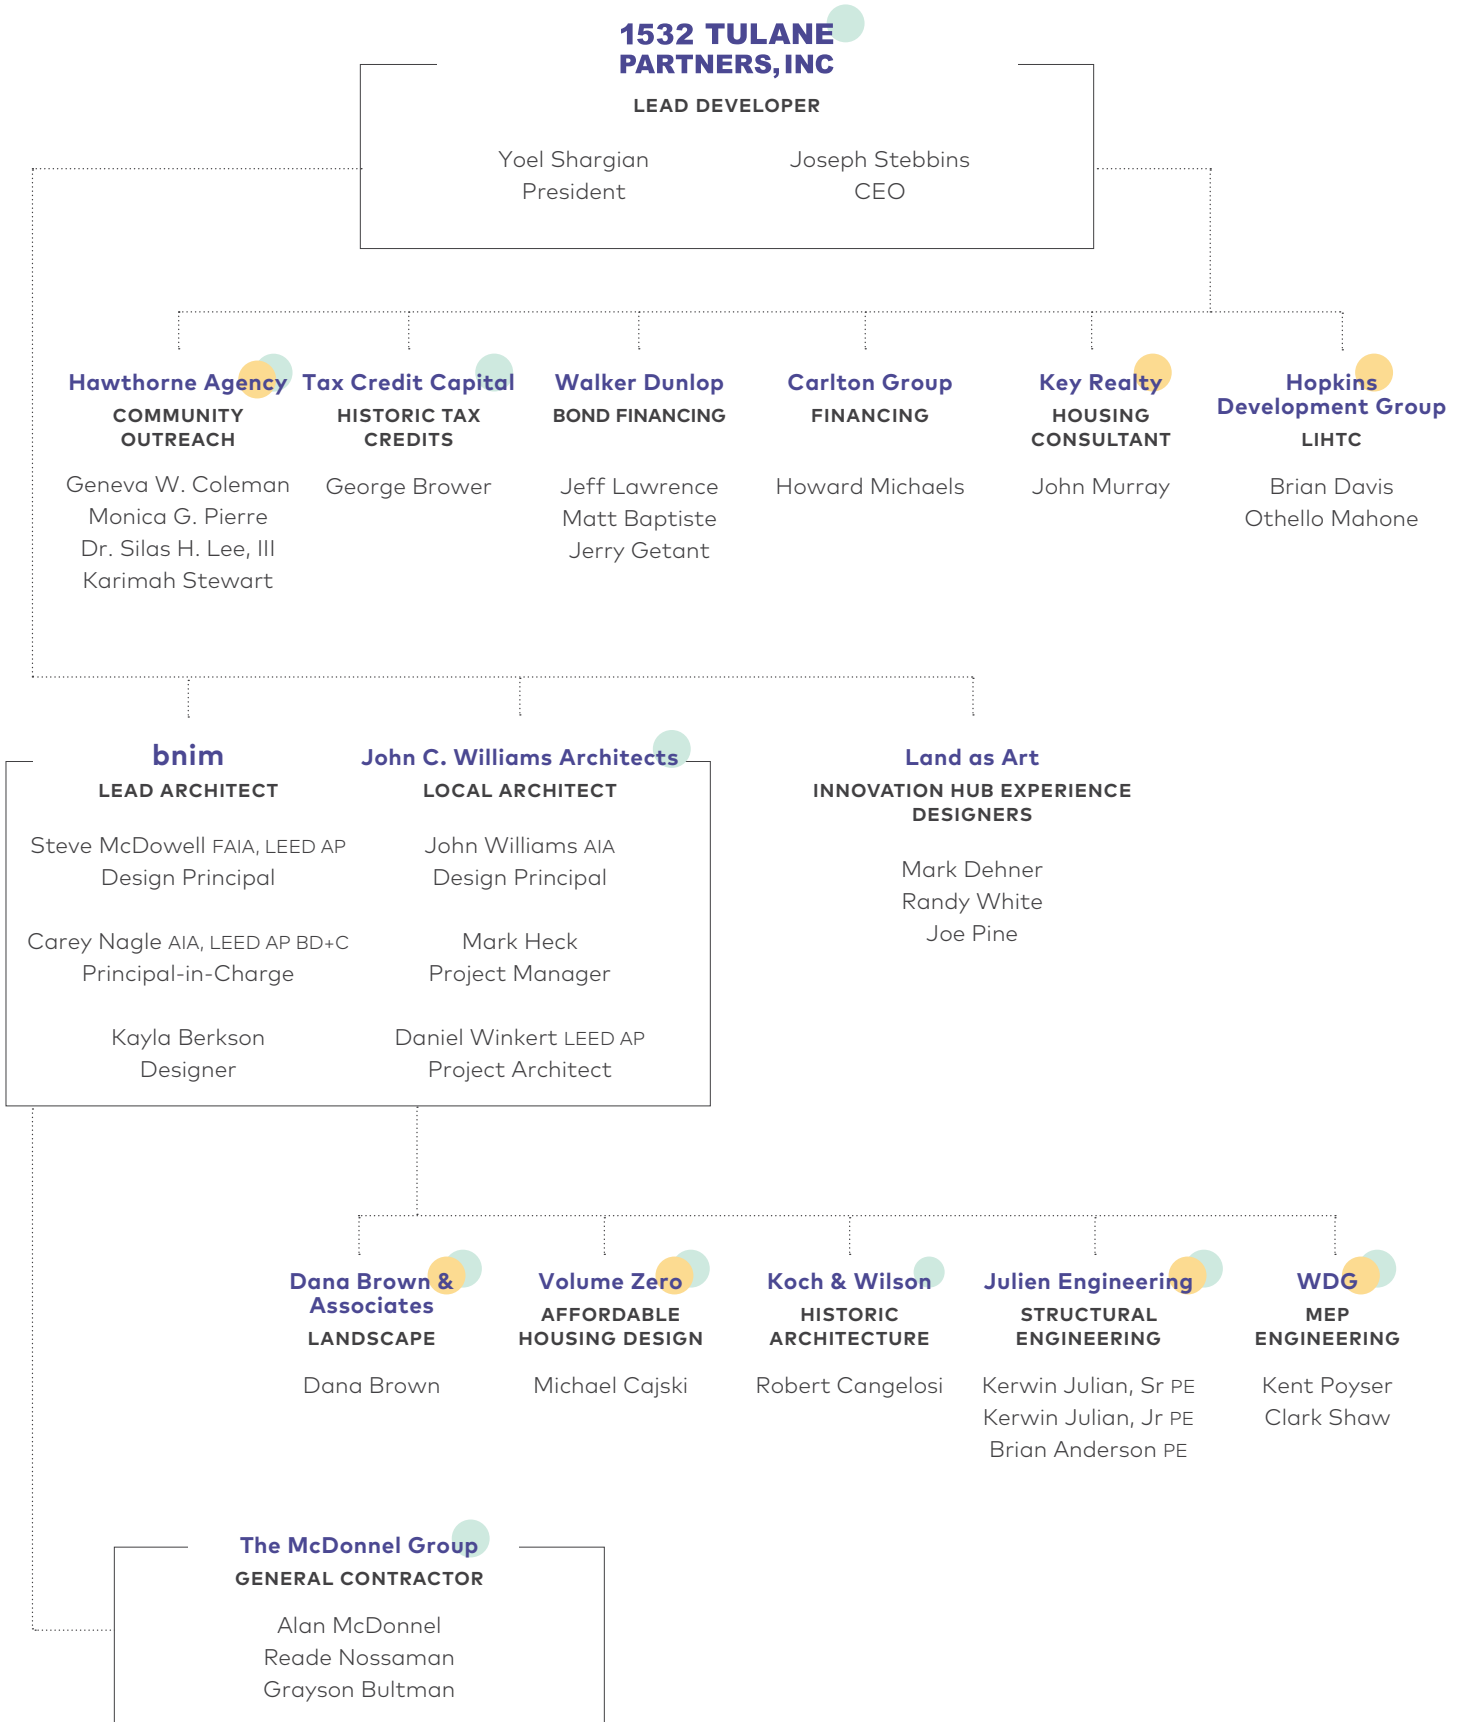 1532 TULANE
PARTNERS, INC
LEAD DEVELOPER
Yoel Shargian
President
Joseph Stebbins
CEO
Hawthorne Agency
COMMUNITY
OUTREACH
Geneva W. Coleman
Monica G. Pierre
Dr. Silas H. Lee, III
Karimah Stewart
Tax Credit Capital
HISTORIC TAX
CREDITS
George Brower
Walker Dunlop
BOND FINANCING
Jeff Lawrence
Matt Baptiste
Jerry Getant
Carlton Group
FINANCING
Howard Michaels
Key Realty
HOUSING
CONSULTANT
John Murray
Hopkins
Development Group
LIHTC
Brian Davis
Othello Mahone
bnim
LEAD ARCHITECT
Steve McDowell FAIA, LEED AP
Design Principal
Carey Nagle AIA, LEED AP BD+C
Principal-in-Charge
Kayla Berkson
Designer
John C. Williams Architects
LOCAL ARCHITECT
John Williams AIA
Design Principal
Mark Heck
Project Manager
Daniel Winkert LEED AP
Project Architect
Land as Art
INNOVATION HUB EXPERIENCE
DESIGNERS
Mark Dehner
Randy White
Joe Pine
Dana Brown &
Associates
LANDSCAPE
Dana Brown
Volume Zero
AFFORDABLE
HOUSING DESIGN
Michael Cajski
Koch & Wilson
HISTORIC
ARCHITECTURE
Robert Cangelosi
Julien Engineering
STRUCTURAL
ENGINEERING
Kerwin Julian, Sr PE
Kerwin Julian, Jr PE
Brian Anderson PE
WDG
MEP
ENGINEERING
Kent Poyser
Clark Shaw
The McDonnel Group
GENERAL CONTRACTOR
Alan McDonnel
Reade Nossaman
Grayson Bultman